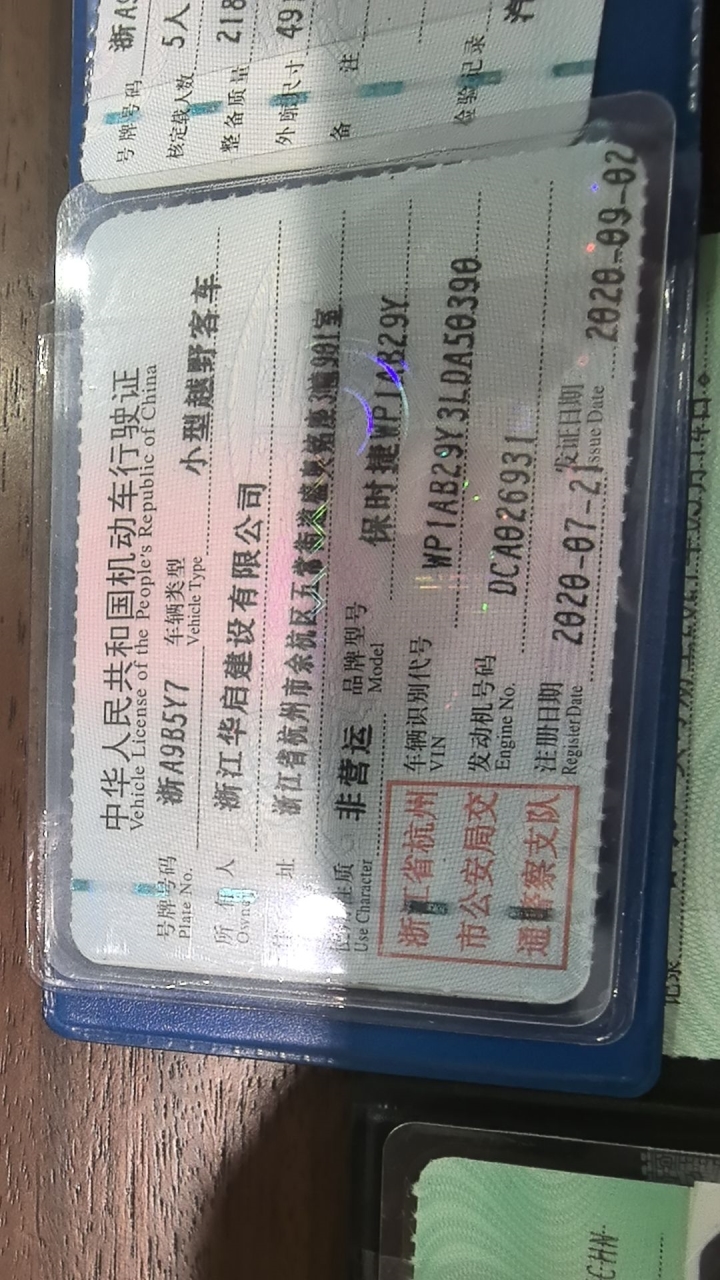 中华人民共和国机动车行驶证
Vehicle License of the People's Republic of China
号牌号码 浙A9B5Y7 车辆类型 小型越野客车
Plate No. Vehicle Type
所有人 浙江华启建设有限公司
Owner
住址 浙江省杭州市余杭区五常街道
使用性质 非营运 品牌型号 保时捷WP1AB29Y
Use Character Model
浙江省杭州
市公安局交
通警察支队
车辆识别代号 WP1AB29Y3LDA50390
VIN
发动机号码 DCA026931
Engine No.
注册日期 2020-07-21 发证日期 2020-09-02
Register Date Issue Date
号牌号码 浙A9
核定载人数 5人
整备质量 218
外廓尺寸 491
备注
检验记录
记录